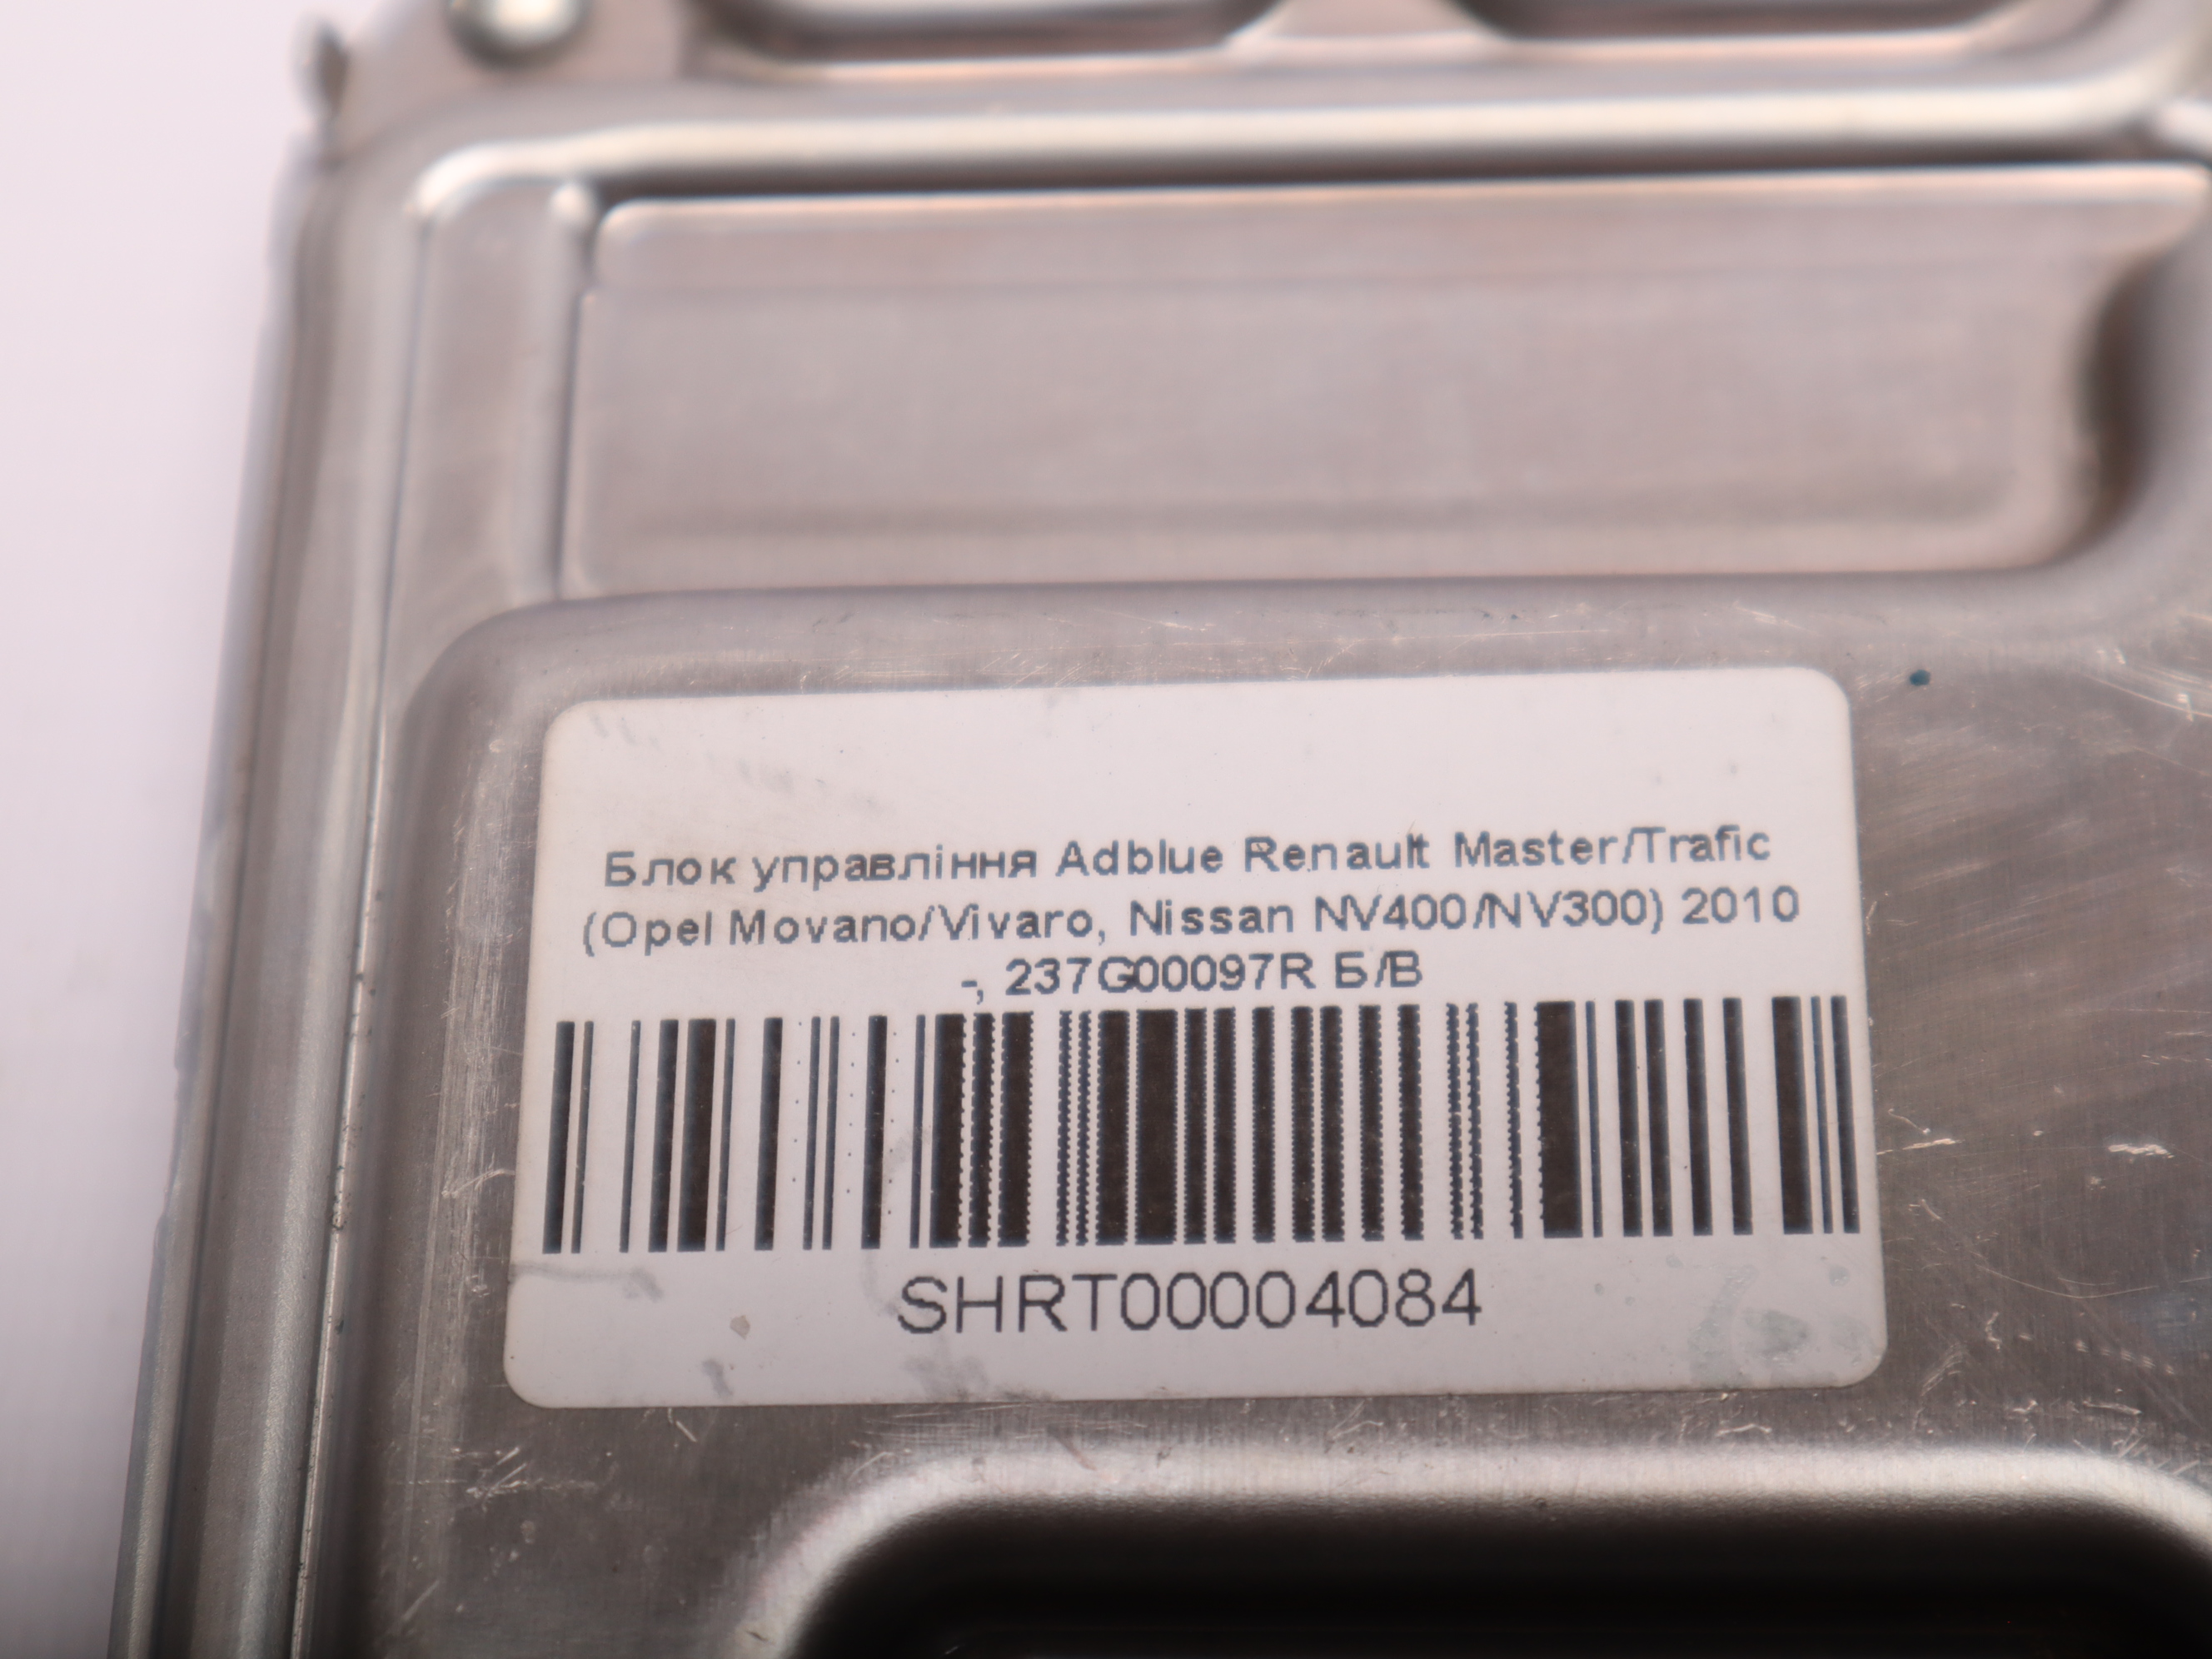 Блок управління Adblue Renault Master/Trafic
(Opel Movano/Vivaro, Nissan NV400/NV300) 2010
-, 237G00097R Б/В
SHRT00004084